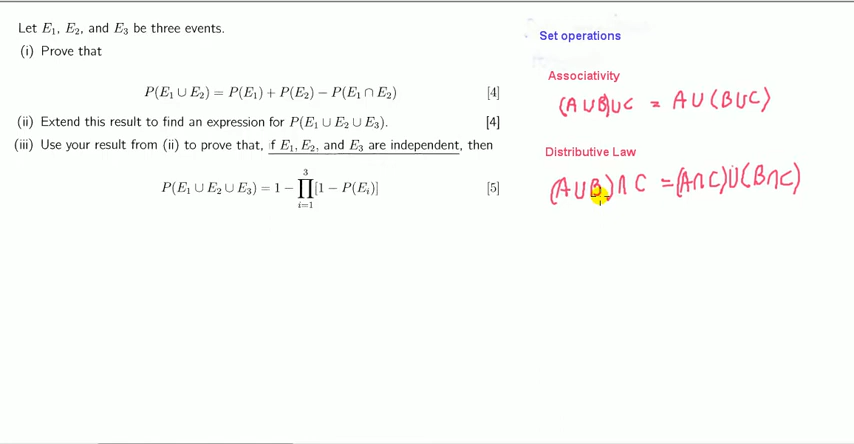 Let E₁, E₂, and E₃ be three events.
(i) Prove that
P(E₁ ∪ E₂) = P(E₁) + P(E₂) − P(E₁ ∩ E₂) [4]
(ii) Extend this result to find an expression for P(E₁ ∪ E₂ ∪ E₃). [4]
(iii) Use your result from (ii) to prove that, if E₁, E₂, and E₃ are independent, then
P(E₁ ∪ E₂ ∪ E₃) = 1 − ∏_{i=1}^{3} [1 − P(Eᵢ)] [5]
Set operations
Associativity
(A ∪ B) ∪ C = A ∪ (B ∪ C)
Distributive Law
(A ∪ B) ∩ C = (A ∩ C) ∪ (B ∩ C)